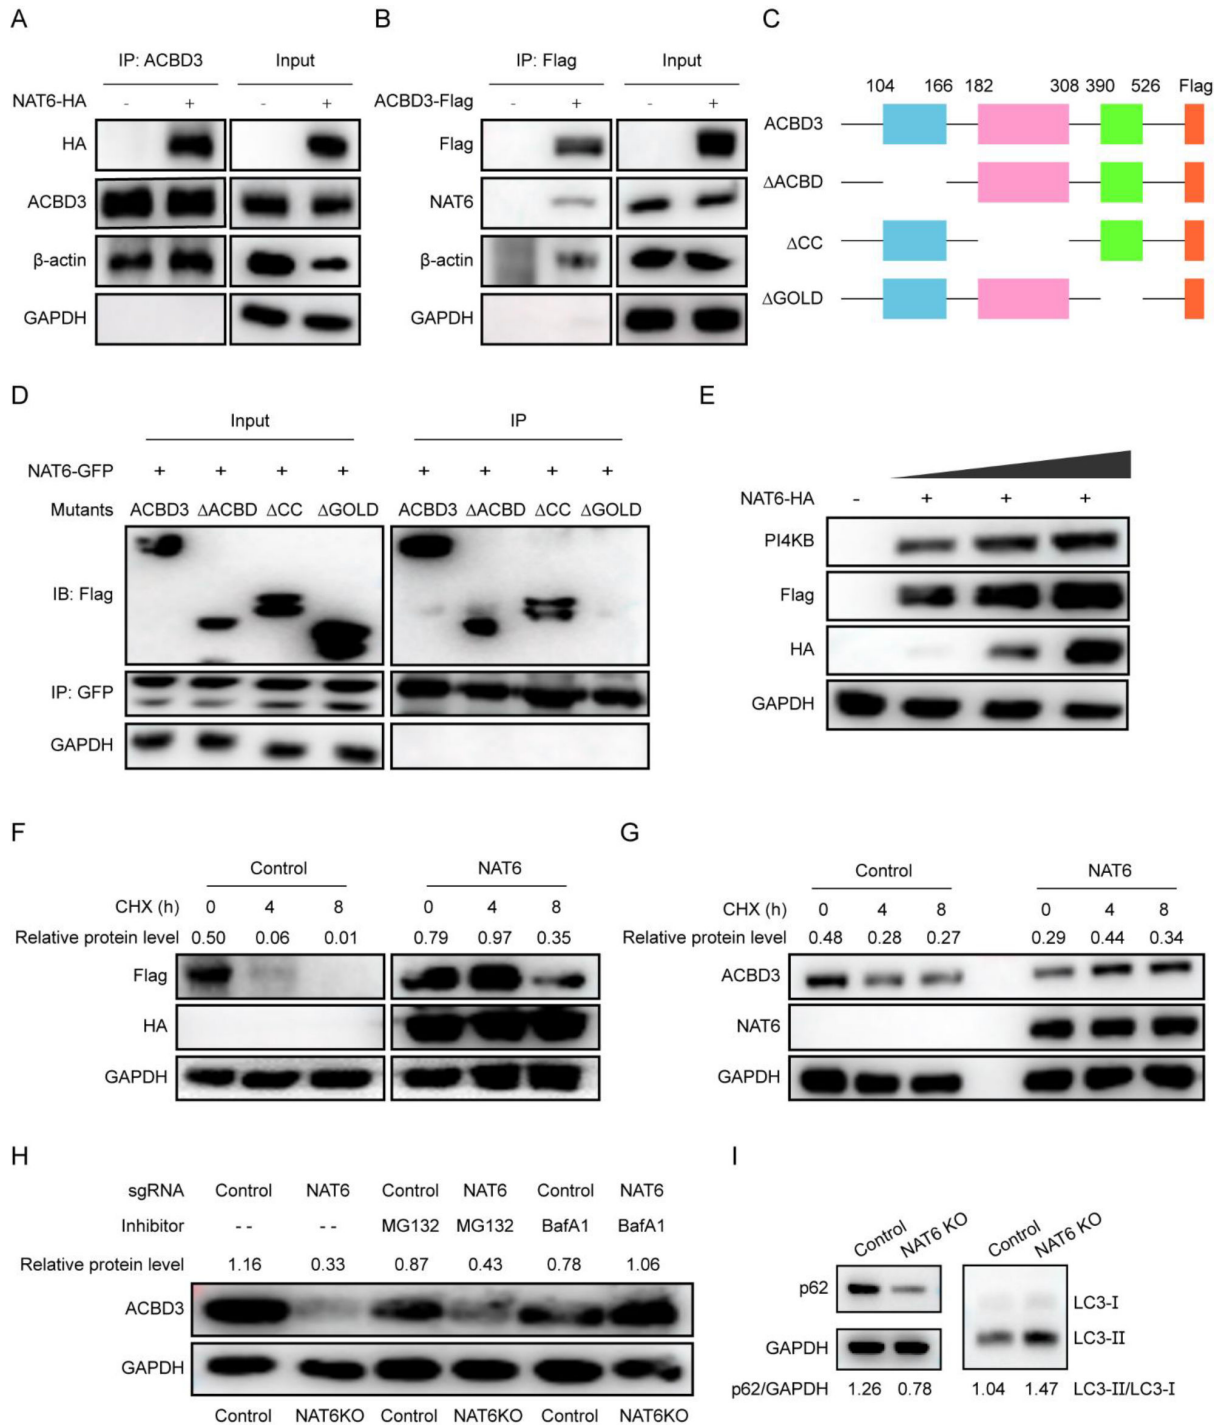 A
IP: ACBD3 Input
NAT6-HA - + - +
HA
ACBD3
β-actin
GAPDH
B
IP: Flag Input
ACBD3-Flag - + - +
Flag
NAT6
β-actin
GAPDH
C
104 166 182 308 390 526 Flag
ACBD3
ΔACBD
ΔCC
ΔGOLD
D
Input IP
NAT6-GFP + + + + + + + +
Mutants ACBD3 ΔACBD ΔCC ΔGOLD ACBD3 ΔACBD ΔCC ΔGOLD
IB: Flag
IP: GFP
GAPDH
E
NAT6-HA - + + +
PI4KB
Flag
HA
GAPDH
F
Control NAT6
CHX (h) 0 4 8 0 4 8
Relative protein level 0.50 0.06 0.01 0.79 0.97 0.35
Flag
HA
GAPDH
G
Control NAT6
CHX (h) 0 4 8 0 4 8
Relative protein level 0.48 0.28 0.27 0.29 0.44 0.34
ACBD3
NAT6
GAPDH
H
sgRNA Control NAT6 Control NAT6 Control NAT6
Inhibitor -- -- MG132 MG132 BafA1 BafA1
Relative protein level 1.16 0.33 0.87 0.43 0.78 1.06
ACBD3
GAPDH
Control NAT6KO Control NAT6KO Control NAT6KO
I
Control NAT6 KO Control NAT6 KO
p62 LC3-I
GAPDH LC3-II
p62/GAPDH 1.26 0.78 1.04 1.47 LC3-II/LC3-I